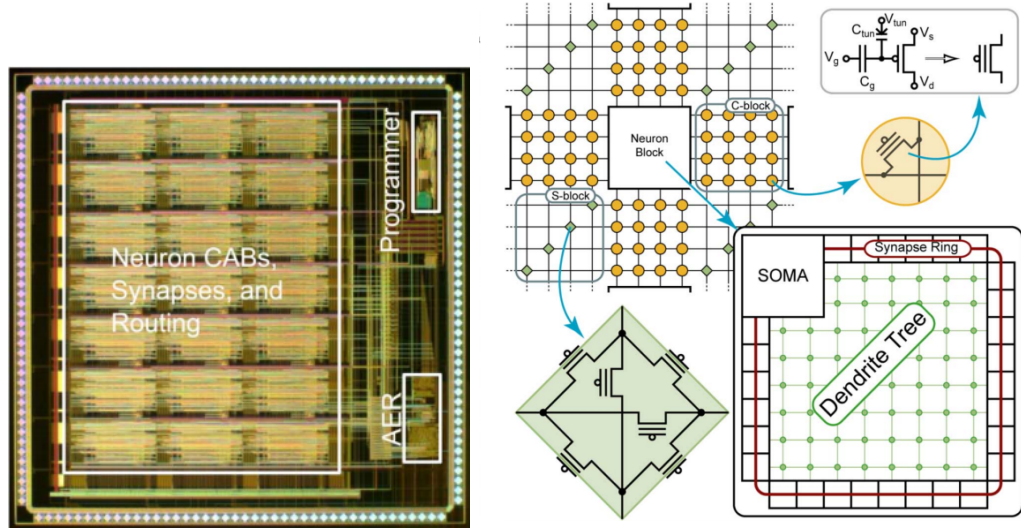 Neuron CABs,
Synapses, and
Routing
Programmer
AER
Neuron
Block
C-block
S-block
V_tun
C_tun
V_s
V_g
C_g
V_d
SOMA
Synapse Ring
Dendrite Tree